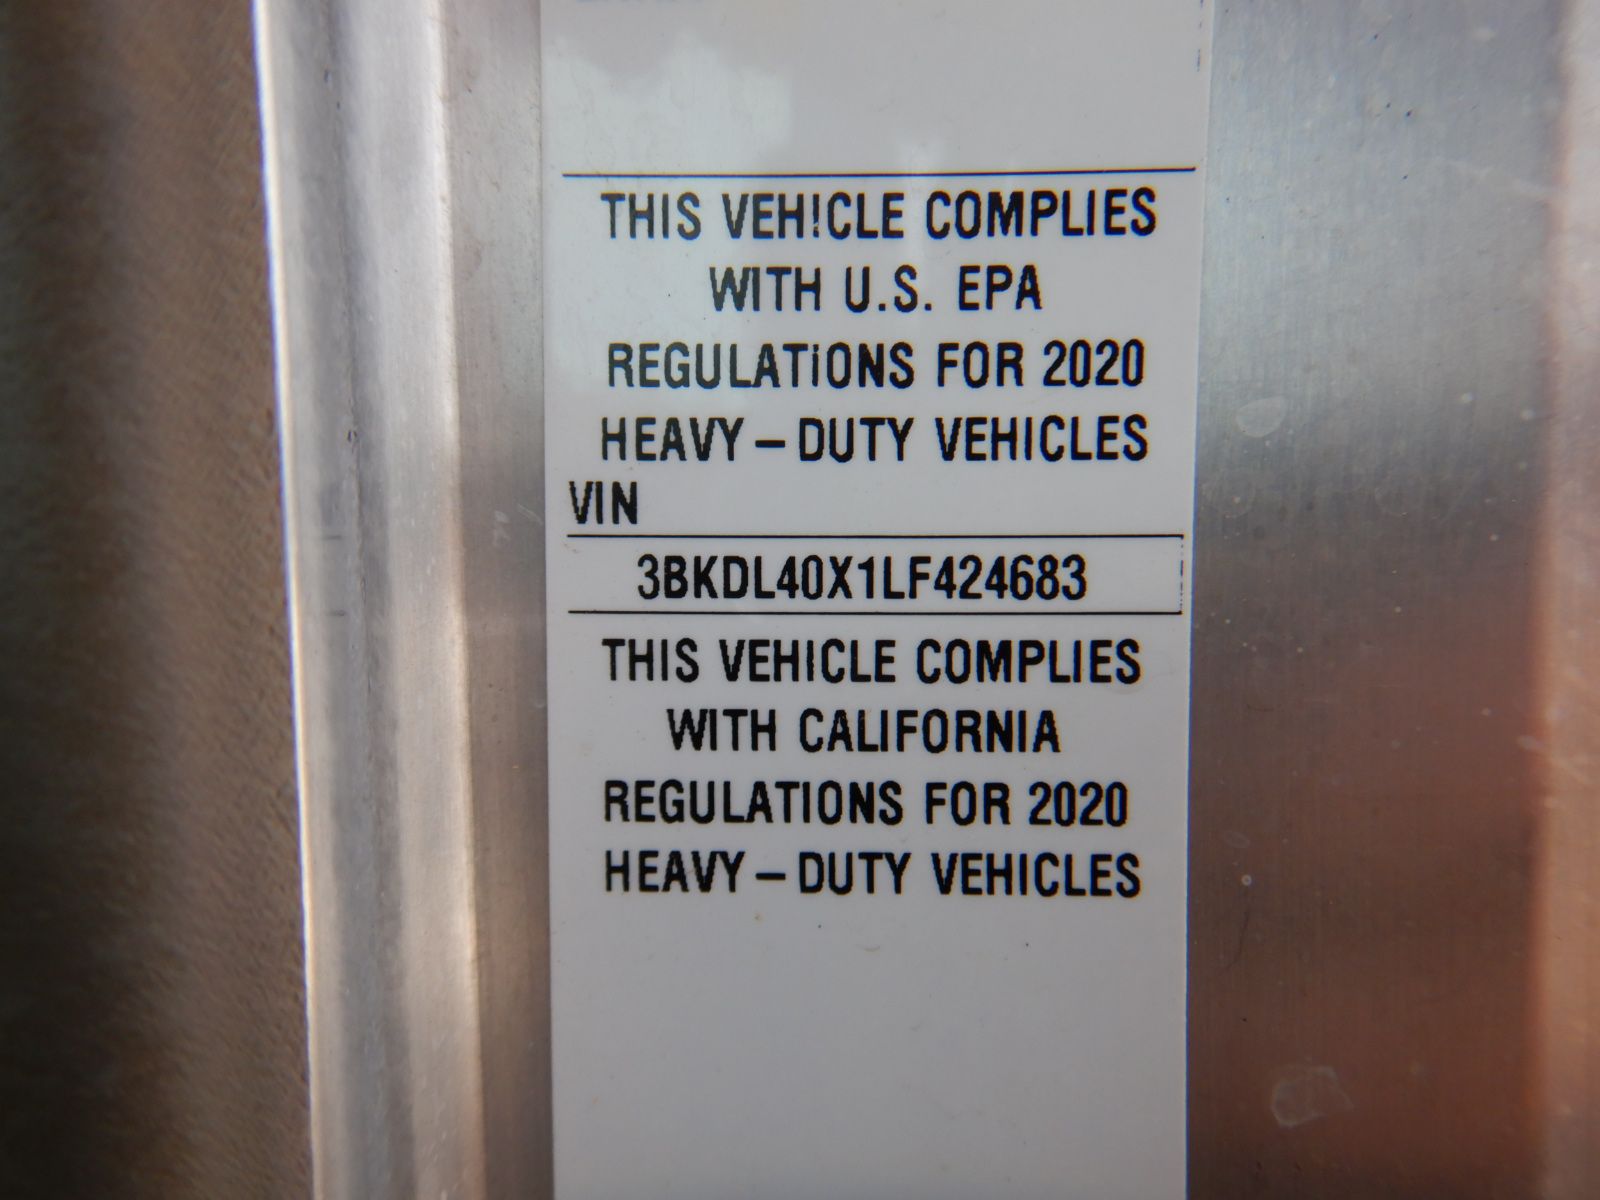 THIS VEHICLE COMPLIES
WITH U.S. EPA
REGULATIONS FOR 2020
HEAVY-DUTY VEHICLES
VIN
3BKDL40X1LF424683
THIS VEHICLE COMPLIES
WITH CALIFORNIA
REGULATIONS FOR 2020
HEAVY-DUTY VEHICLES